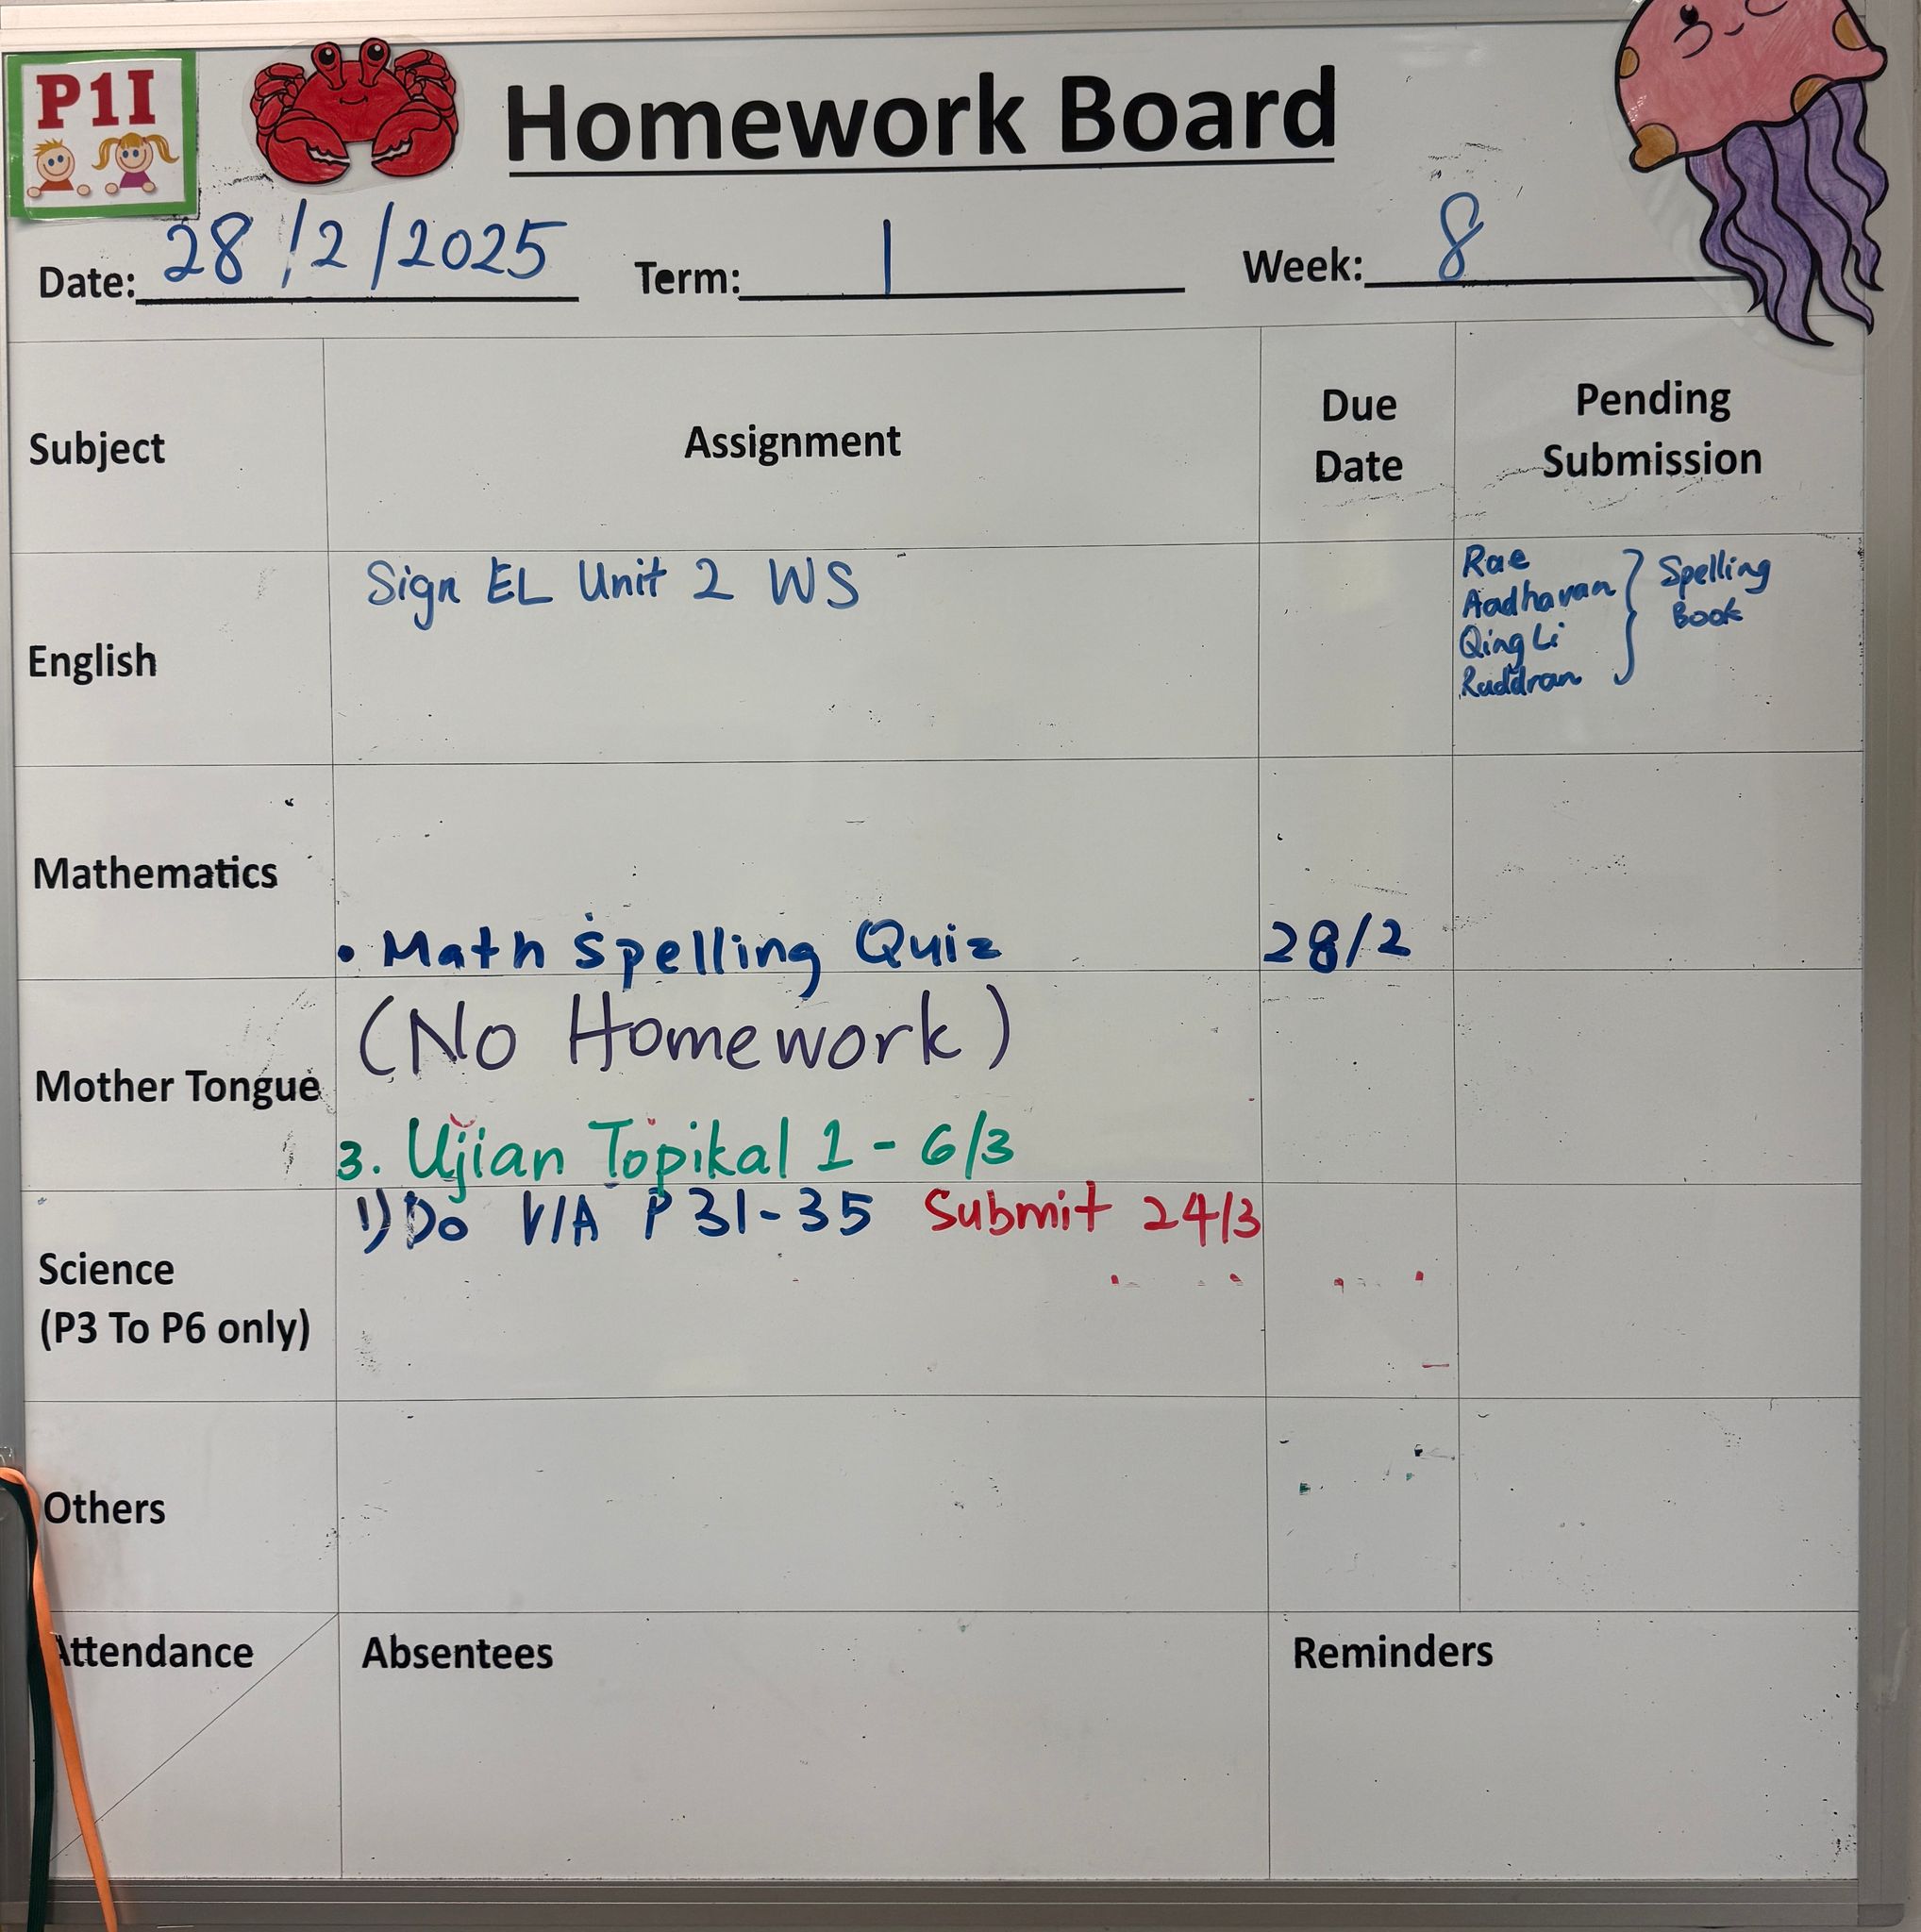 P1I
Homework Board
Date: 28/2/2025 Term: 1 Week: 8
Subject Assignment Due Date Pending Submission
English Sign EL Unit 2 WS
Rae
Aadhavan
Qing Li
Ruddran
Spelling
Book
Mathematics
• Math Spelling Quiz 28/2
Mother Tongue
(No Homework)
3. Ujian Topikal 1 - 6/3
Science
(P3 To P6 only)
1) Do V/A P 31-35 Submit 24/3
Others
Attendance Absentees Reminders